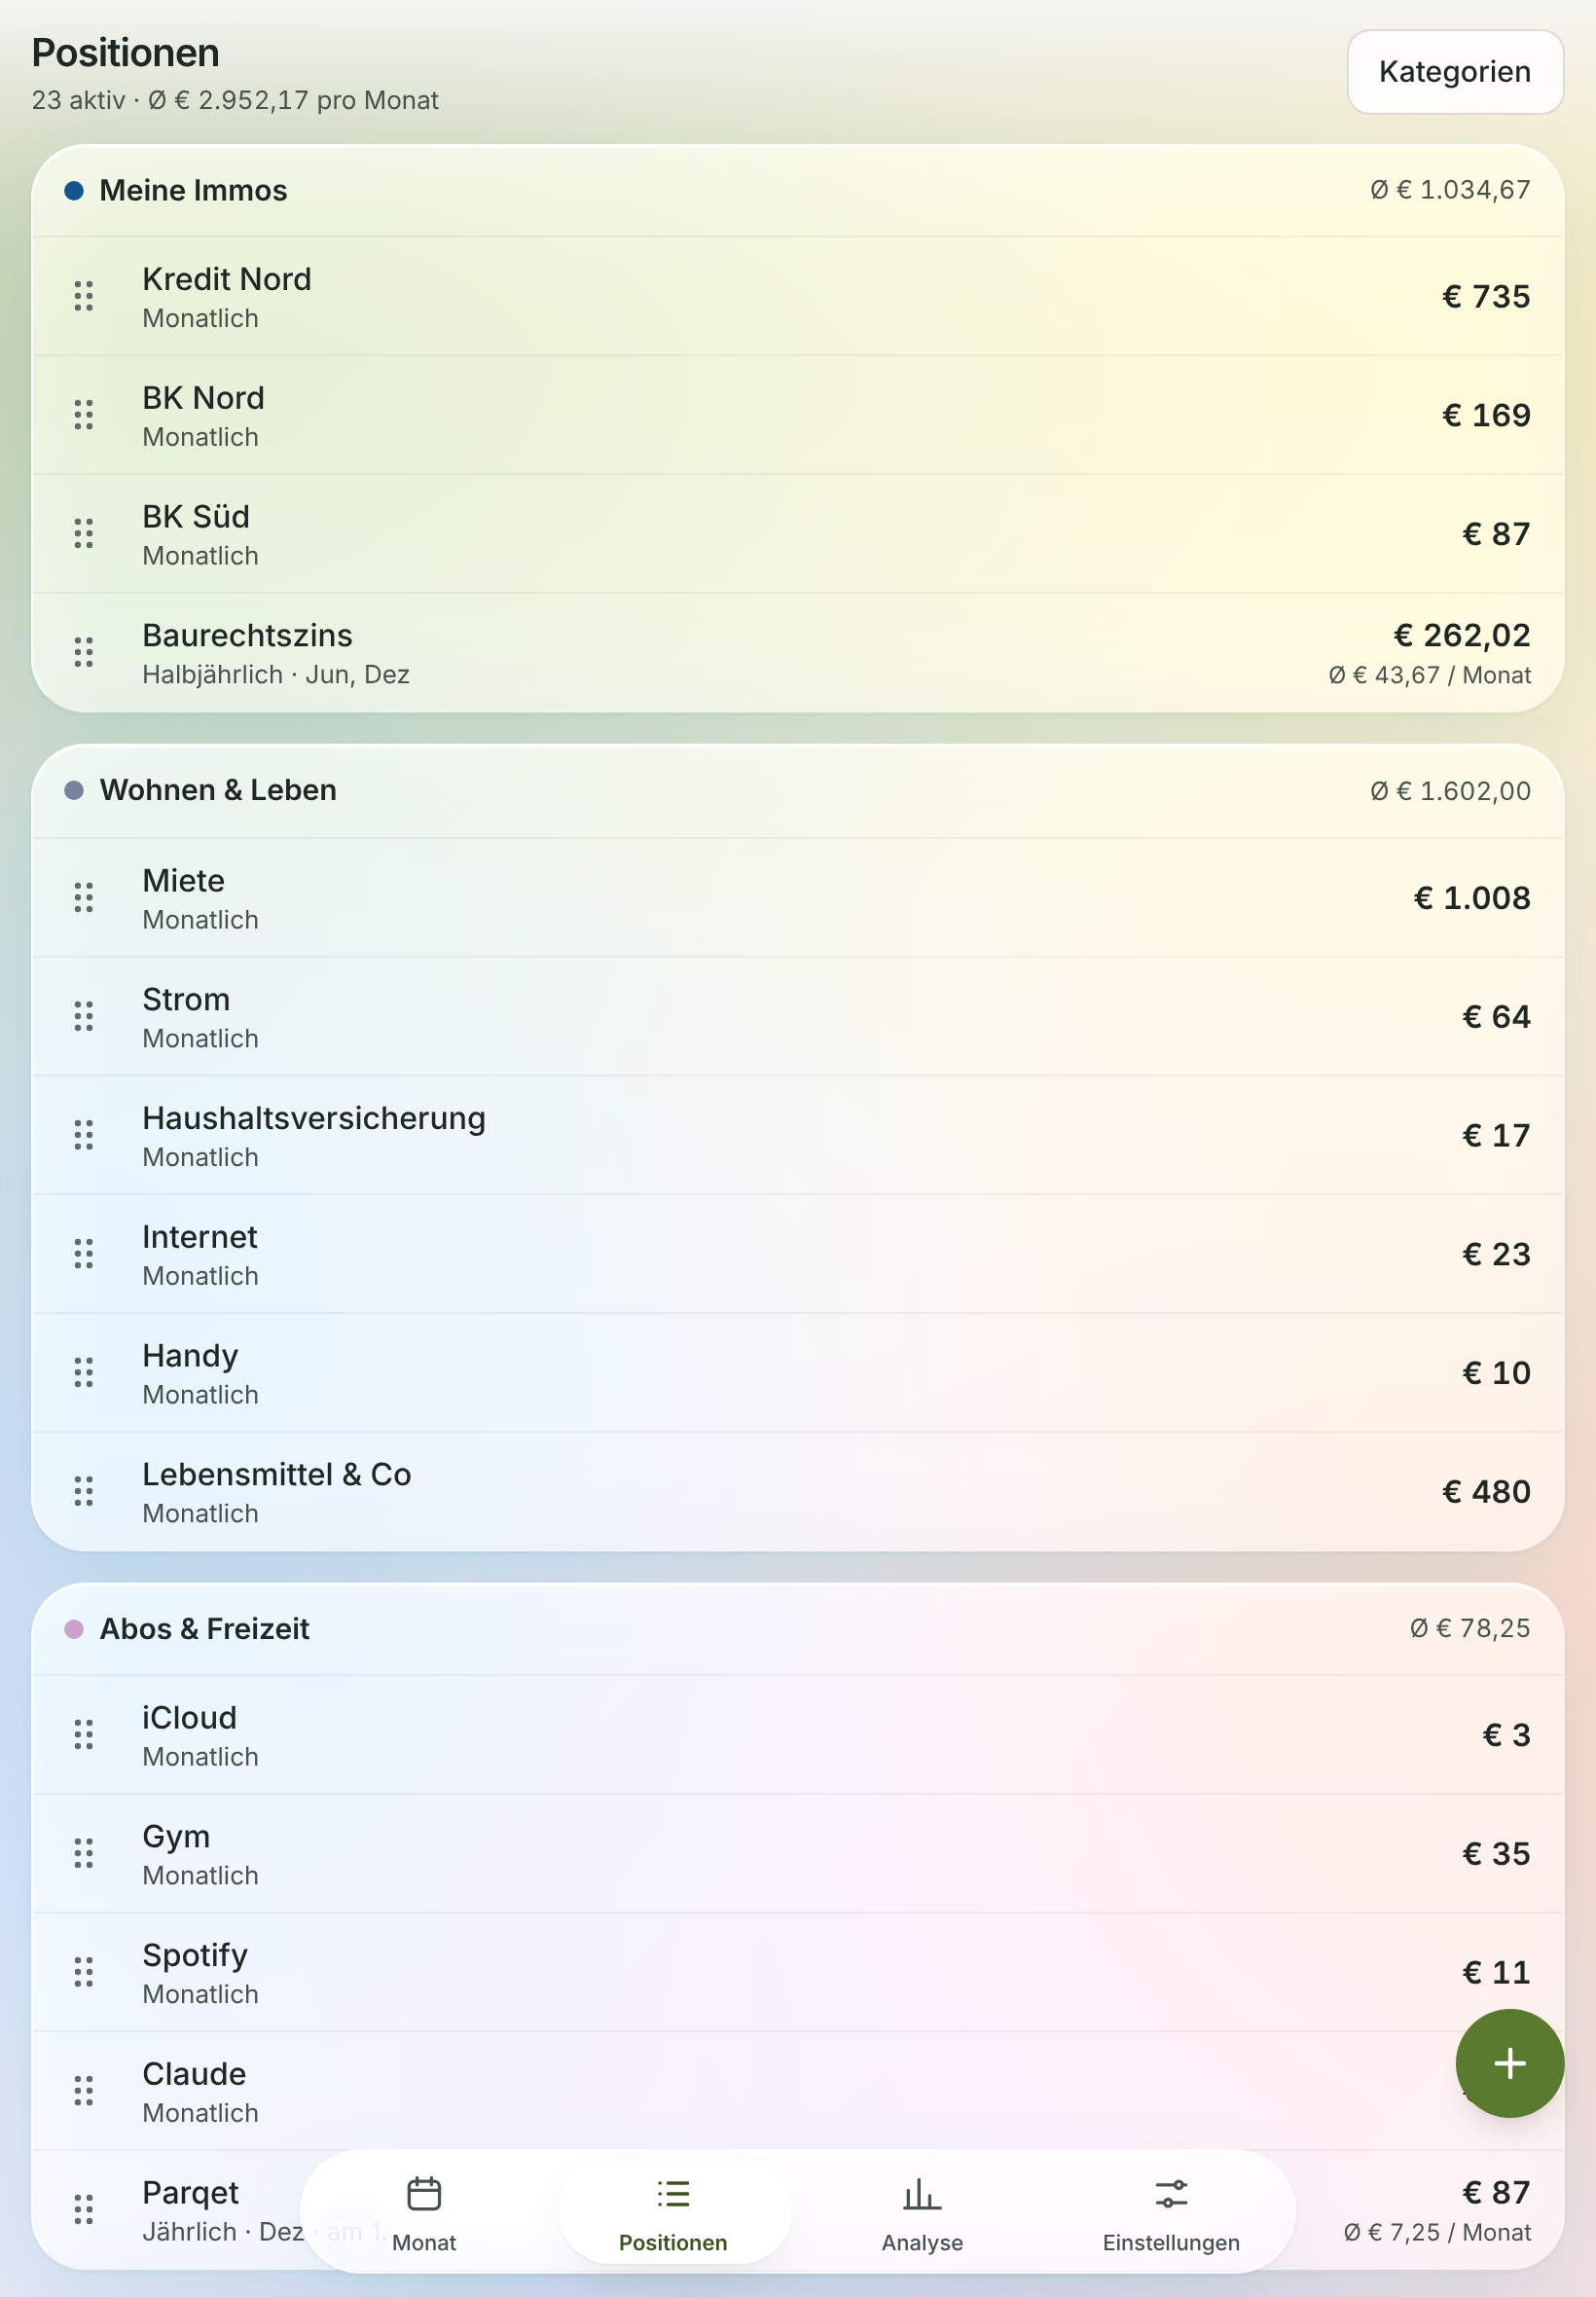 Positionen
23 aktiv · Ø € 2.952,17 pro Monat
Kategorien
Meine Immos
Ø € 1.034,67
Kredit Nord
Monatlich
€ 735
BK Nord
Monatlich
€ 169
BK Süd
Monatlich
€ 87
Baurechtszins
Halbjährlich · Jun, Dez
€ 262,02
Ø € 43,67 / Monat
Wohnen & Leben
Ø € 1.602,00
Miete
Monatlich
€ 1.008
Strom
Monatlich
€ 64
Haushaltsversicherung
Monatlich
€ 17
Internet
Monatlich
€ 23
Handy
Monatlich
€ 10
Lebensmittel & Co
Monatlich
€ 480
Abos & Freizeit
Ø € 78,25
iCloud
Monatlich
€ 3
Gym
Monatlich
€ 35
Spotify
Monatlich
€ 11
Claude
Monatlich
Parqet
Jährlich · Dez · am 1.
€ 87
Ø € 7,25 / Monat
Monat
Positionen
Analyse
Einstellungen